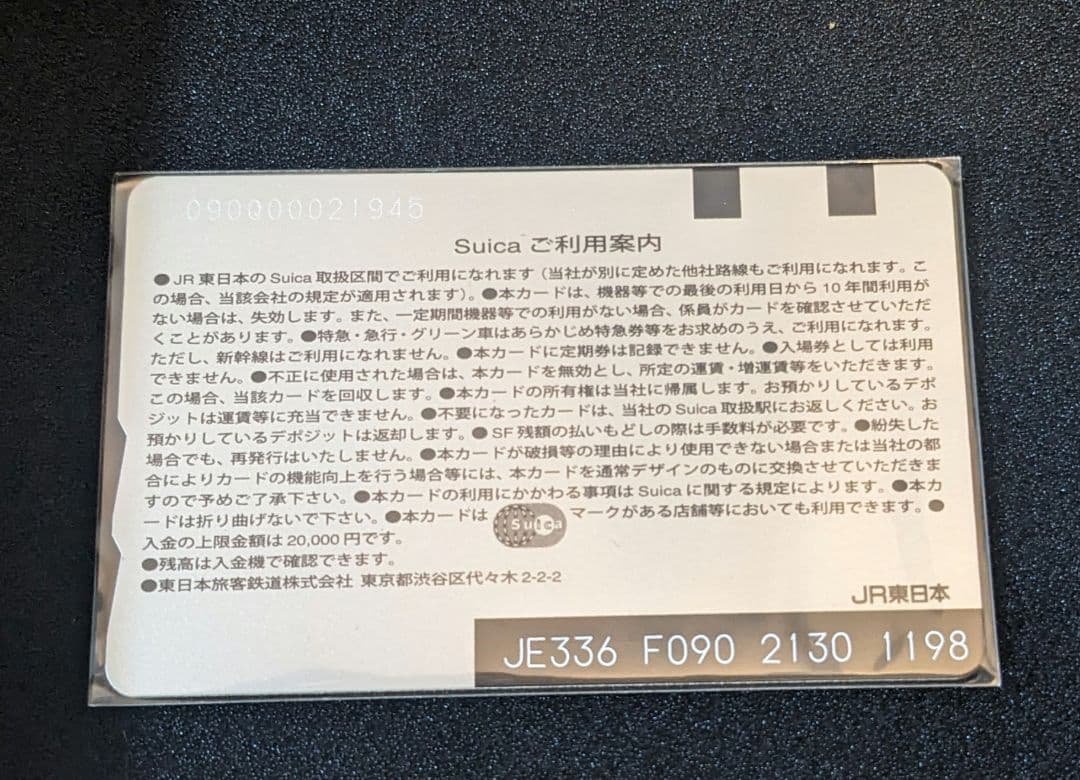 090000021945
Suica ご利用案内
●JR東日本のSuica取扱区間でご利用になれます（当社が別に定めた他社路線もご利用になれます。こ
の場合、当該会社の規定が適用されます）。●本カードは、機器等での最後の利用日から10年間利用が
ない場合は、失効します。また、一定期間機器等での利用がない場合、係員がカードを確認させていただ
くことがあります。●特急・急行・グリーン車はあらかじめ特急券等をお求めのうえ、ご利用になれます。
ただし、新幹線はご利用になれません。●本カードに定期券は記録できません。●入場券としては利用
できません。●不正に使用された場合は、本カードを無効とし、所定の運賃・増運賃等をいただきます。
この場合、当該カードを回収します。●本カードの所有権は当社に帰属します。お預かりしているデポ
ジットは運賃等に充当できません。●不要になったカードは、当社のSuica取扱駅にお返しください。お
預かりしているデポジットは返却します。●SF残額の払いもどしの際は手数料が必要です。●紛失した
場合でも、再発行はいたしません。●本カードが破損等の理由により使用できない場合または当社の都
合によりカードの機能向上を行う場合等には、本カードを通常デザインのものに交換させていただきま
すので予めご了承下さい。●本カードの利用にかかわる事項はSuicaに関する規定によります。●本カ
ードは折り曲げないで下さい。●本カードは Suica マークがある店舗等においても利用できます。●
入金の上限金額は20,000円です。
●残高は入金機で確認できます。
●東日本旅客鉄道株式会社 東京都渋谷区代々木2-2-2
JR東日本
JE336 F090 2130 1198